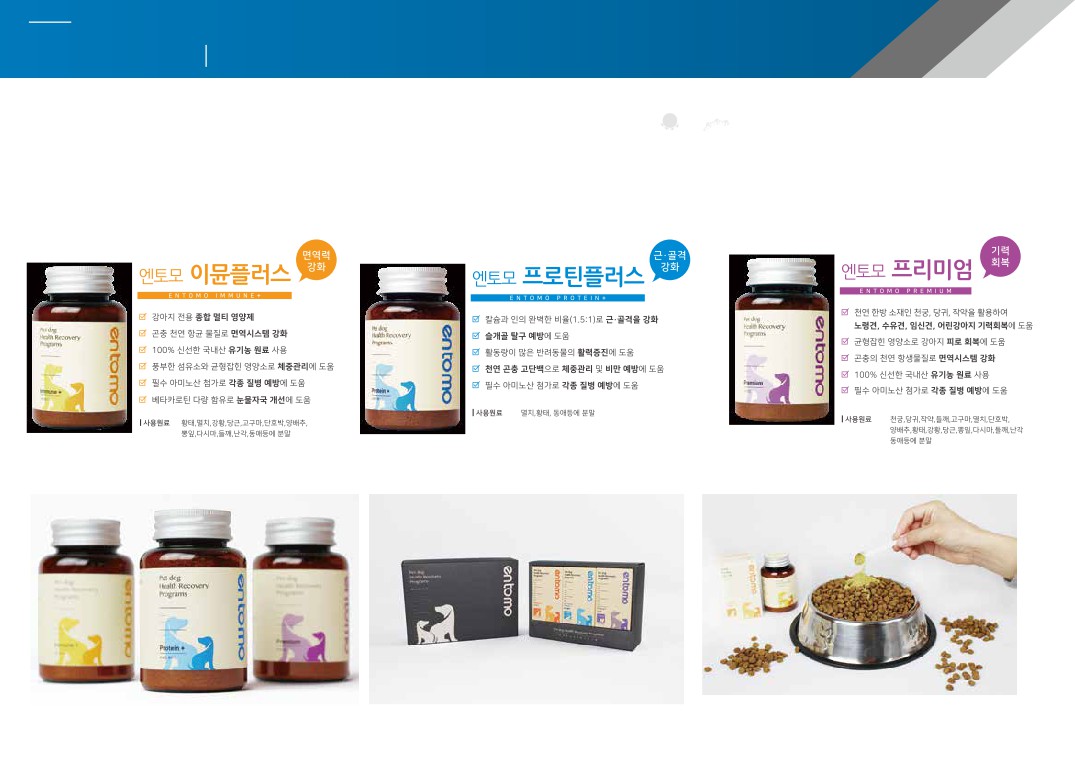 면역력
강화
엔토모 이뮨플러스
ENTOMO IMMUNE+
강아지 전용 종합 멀티 영양제
곤충 천연 항균 물질로 면역시스템 강화
100% 신선한 국내산 유기농 원료 사용
풍부한 섬유소와 균형잡힌 영양소로 체중관리에 도움
필수 아미노산 첨가로 각종 질병 예방에 도움
베타카로틴 다량 함유로 눈물자국 개선에 도움
사용원료 황태,멸치,강황,당근,고구마,단호박,양배추,
뽕잎,다시마,들깨,난각,동애등에 분말
Pet dog
Health Recovery
Programs
entomo
근·골격
강화
엔토모 프로틴플러스
ENTOMO PROTEIN+
칼슘과 인의 완벽한 비율(1.5:1)로 근·골격을 강화
슬개골 탈구 예방에 도움
활동량이 많은 반려동물의 활력증진에 도움
천연 곤충 고단백으로 체중관리 및 비만 예방에 도움
필수 아미노산 첨가로 각종 질병 예방에 도움
사용원료 멸치,황태, 동애등에 분말
Pet dog
Health Recovery
Programs
Protein +
entomo
기력
회복
엔토모 프리미엄
ENTOMO PREMIUM
천연 한방 소재인 천궁, 당귀, 작약을 활용하여
노령견, 수유견, 임신견, 어린강아지 기력회복에 도움
균형잡힌 영양소로 강아지 피로 회복에 도움
곤충의 천연 항생물질로 면역시스템 강화
100% 신선한 국내산 유기농 원료 사용
필수 아미노산 첨가로 각종 질병 예방에 도움
사용원료 천궁,당귀,작약,들깨,고구마,멸치,단호박,
양배추,황태,강황,당근,뽕잎,다시마,들깨,난각
동애등에 분말
Pet dog
Health Recovery
Programs
Premium
entomo
Pet dog
Health Recovery
Programs
Pet dog
Health Recovery
Programs
Protein +
entomo
Pet dog
Health Recovery
Programs
Premium
Pet dog
Health Recovery
Programs
entomo
entomo
entomo
entomo